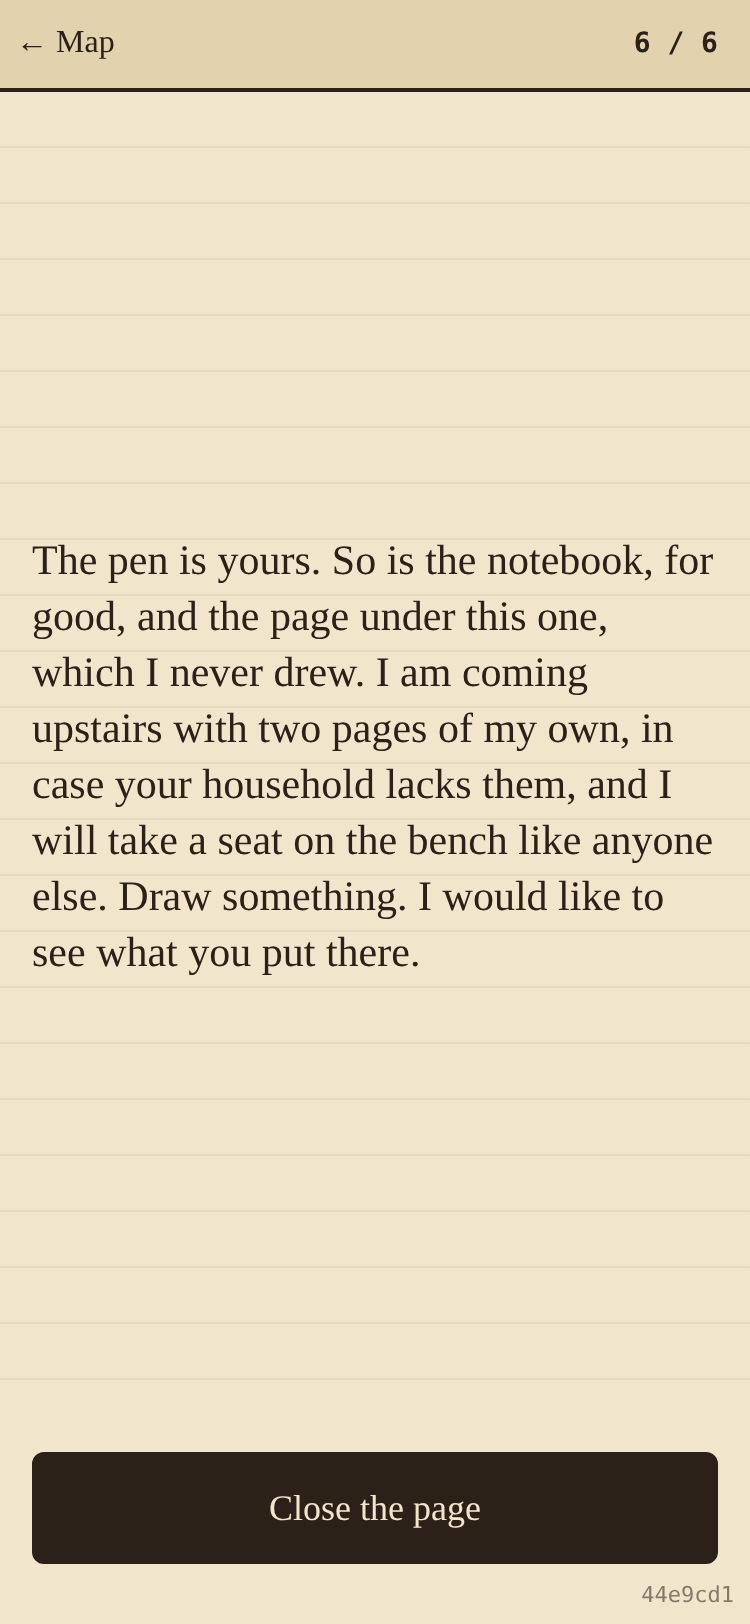 ← Map
6 / 6
The pen is yours. So is the notebook, for
good, and the page under this one,
which I never drew. I am coming
upstairs with two pages of my own, in
case your household lacks them, and I
will take a seat on the bench like anyone
else. Draw something. I would like to
see what you put there.
Close the page
44e9cd1